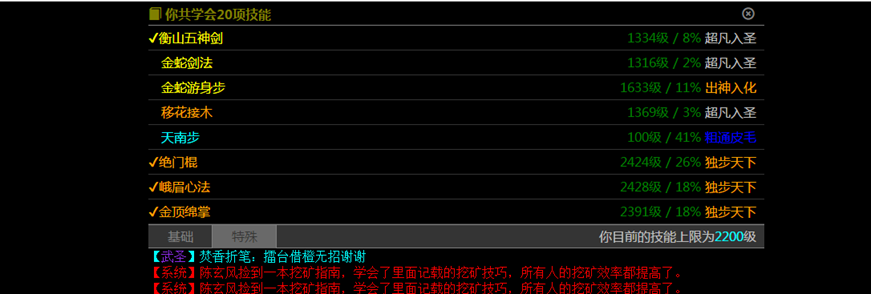 你共学会20项技能
✔衡山五神剑 1334级 / 8% 超凡入圣
金蛇剑法 1316级 / 2% 超凡入圣
金蛇游身步 1633级 / 11% 出神入化
移花接木 1369级 / 3% 超凡入圣
天南步 100级 / 41% 粗通皮毛
✔绝门棍 2424级 / 26% 独步天下
✔峨眉心法 2428级 / 18% 独步天下
✔金顶绵掌 2391级 / 18% 独步天下
基础 特殊 你目前的技能上限为2200级
【武圣】焚香折笔：擂台借橙无招谢谢
【系统】陈玄风捡到一本挖矿指南，学会了里面记载的挖矿技巧，所有人的挖矿效率都提高了。
【系统】陈玄风捡到一本挖矿指南，学会了里面记载的挖矿技巧，所有人的挖矿效率都提高了。